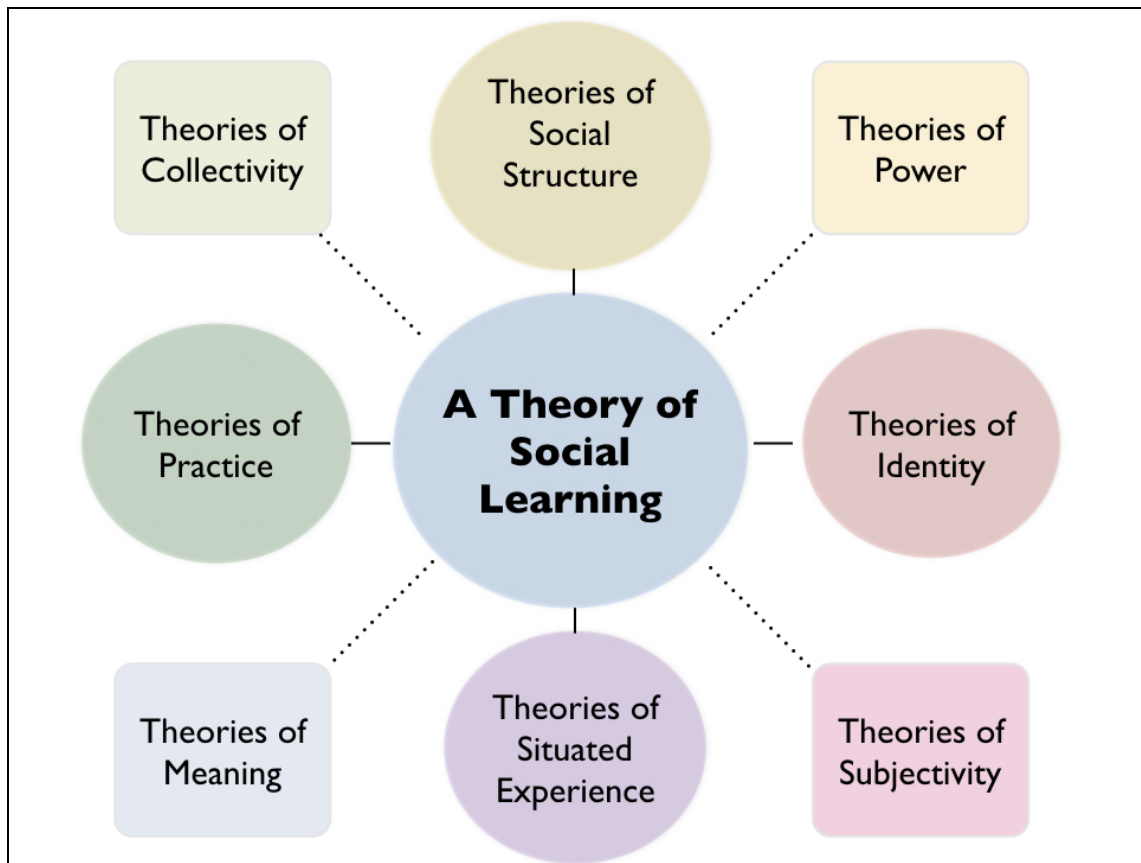 Theories of
Collectivity
Theories of
Social
Structure
Theories of
Power
Theories of
Practice
A Theory of
Social
Learning
Theories of
Identity
Theories of
Meaning
Theories of
Situated
Experience
Theories of
Subjectivity